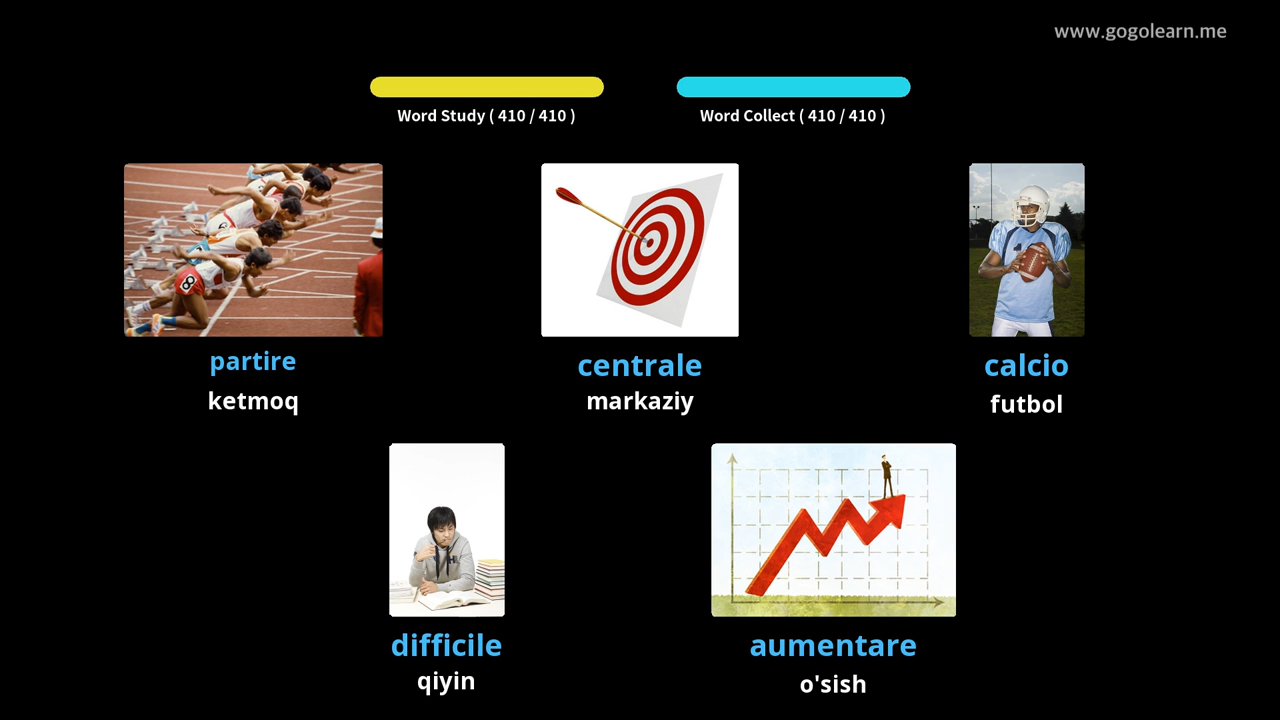 www.gogolearn.me
Word Study ( 410 / 410 )
Word Collect ( 410 / 410 )
8
partire
ketmoq
centrale
markaziy
calcio
futbol
difficile
qiyin
aumentare
o'sish